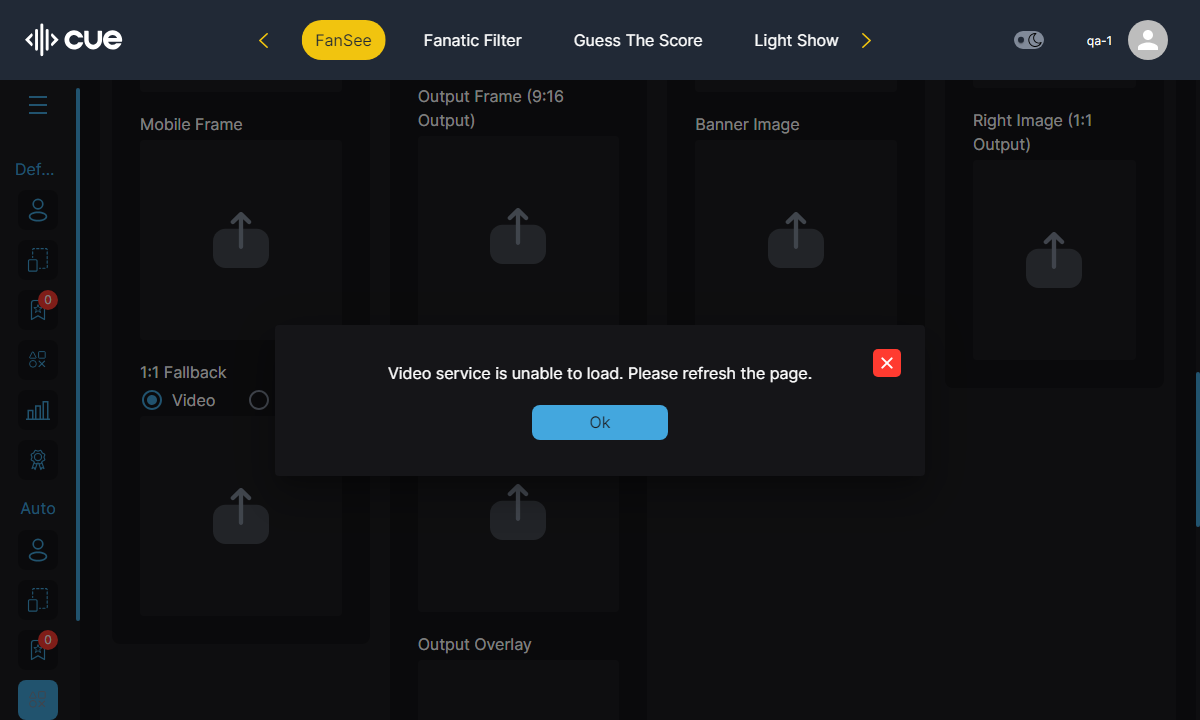 cue
FanSee
Fanatic Filter
Guess The Score
Light Show
qa-1
Def...
0
Auto
0
Mobile Frame
Output Frame (9:16
Output)
Banner Image
Right Image (1:1
Output)
1:1 Fallback
Video
Video service is unable to load. Please refresh the page.
Ok
Output Overlay